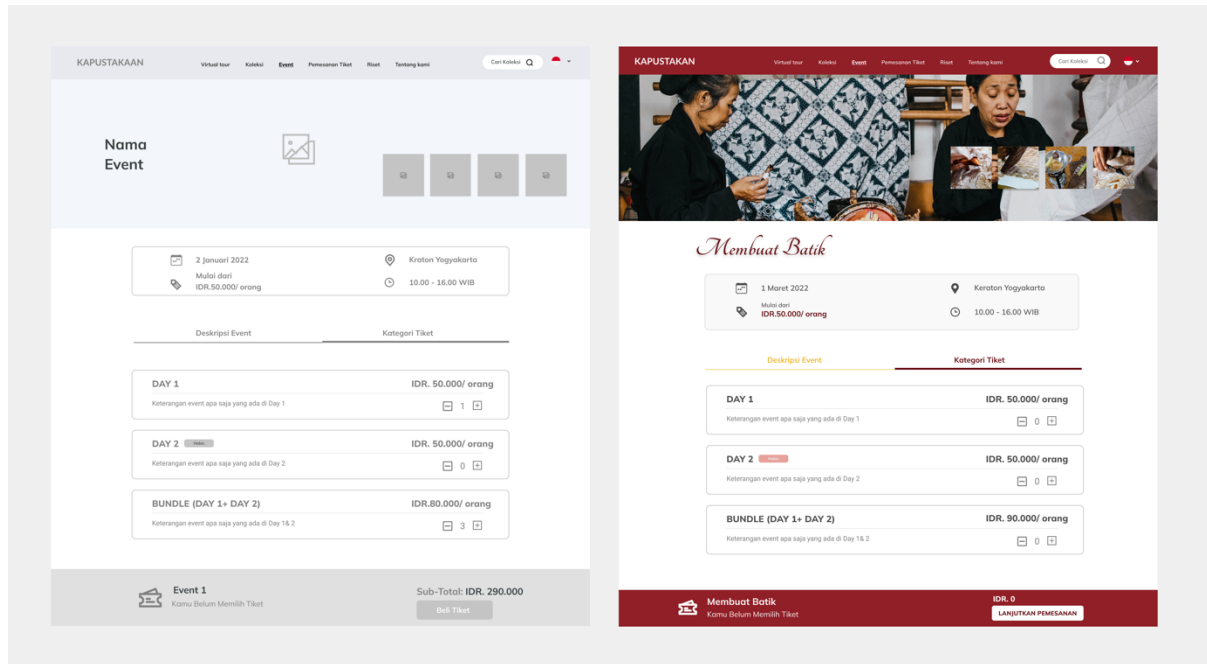 KAPUSTAKAAN
Virtual tour Koleksi Event Pemesanan Tiket Riset Tentang kami
Cari Koleksi
Nama
Event
2 Januari 2022
Kraton Yogyakarta
Mulai dari
IDR.50.000/ orang
10.00 - 16.00 WIB
Deskripsi Event
Kategori Tiket
DAY 1
IDR. 50.000/ orang
Keterangan event apa saja yang ada di Day 1
1
DAY 2
IDR. 50.000/ orang
Keterangan event apa saja yang ada di Day 2
0
BUNDLE (DAY 1+ DAY 2)
IDR.80.000/ orang
Keterangan event apa saja yang ada di Day 1& 2
3
Event 1
Kamu Belum Memilih Tiket
Sub-Total: IDR. 290.000
Beli Tiket
KAPUSTAKAN
Virtual tour Koleksi Event Pemesanan Tiket Riset Tentang kami
Cari Koleksi
Membuat Batik
1 Maret 2022
Keraton Yogyakarta
Mulai dari
IDR.50.000/ orang
10.00 - 16.00 WIB
Deskripsi Event
Kategori Tiket
DAY 1
IDR. 50.000/ orang
Keterangan event apa saja yang ada di Day 1
0
DAY 2
IDR. 50.000/ orang
Keterangan event apa saja yang ada di Day 2
0
BUNDLE (DAY 1+ DAY 2)
IDR. 90.000/ orang
Keterangan event apa saja yang ada di Day 1& 2
0
Membuat Batik
Kamu Belum Memilih Tiket
IDR. 0
LANJUTKAN PEMESANAN